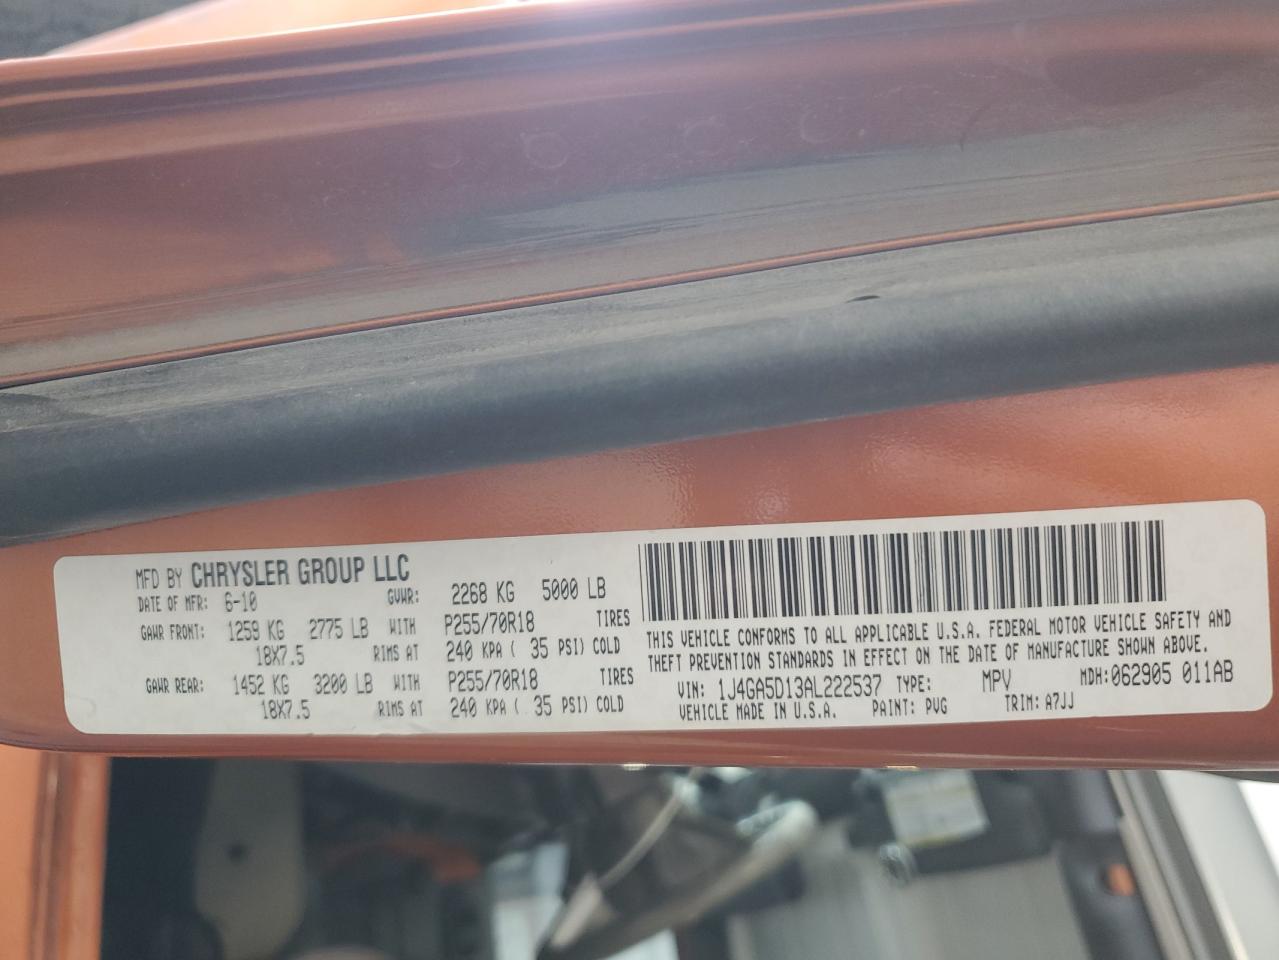 MFD BY CHRYSLER GROUP LLC
DATE OF MFR: 6-10 GVWR: 2268 KG 5000 LB
GAWR FRONT: 1259 KG 2775 LB WITH P255/70R18 TIRES
18X7.5 RIMS AT 240 KPA ( 35 PSI) COLD
GAWR REAR: 1452 KG 3200 LB WITH P255/70R18 TIRES
18X7.5 RIMS AT 240 KPA ( 35 PSI) COLD
THIS VEHICLE CONFORMS TO ALL APPLICABLE U.S.A. FEDERAL MOTOR VEHICLE SAFETY AND
THEFT PREVENTION STANDARDS IN EFFECT ON THE DATE OF MANUFACTURE SHOWN ABOVE.
VIN: 1J4GA5D13AL222537 TYPE: MPV MDH:062905 011AB
VEHICLE MADE IN U.S.A. PAINT: PVG TRIM: A7JJ